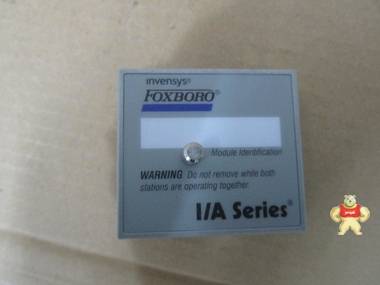 invensys®
FOXBORO®
Module Identification
WARNING Do not remove while both
stations are operating together.
I/A Series®